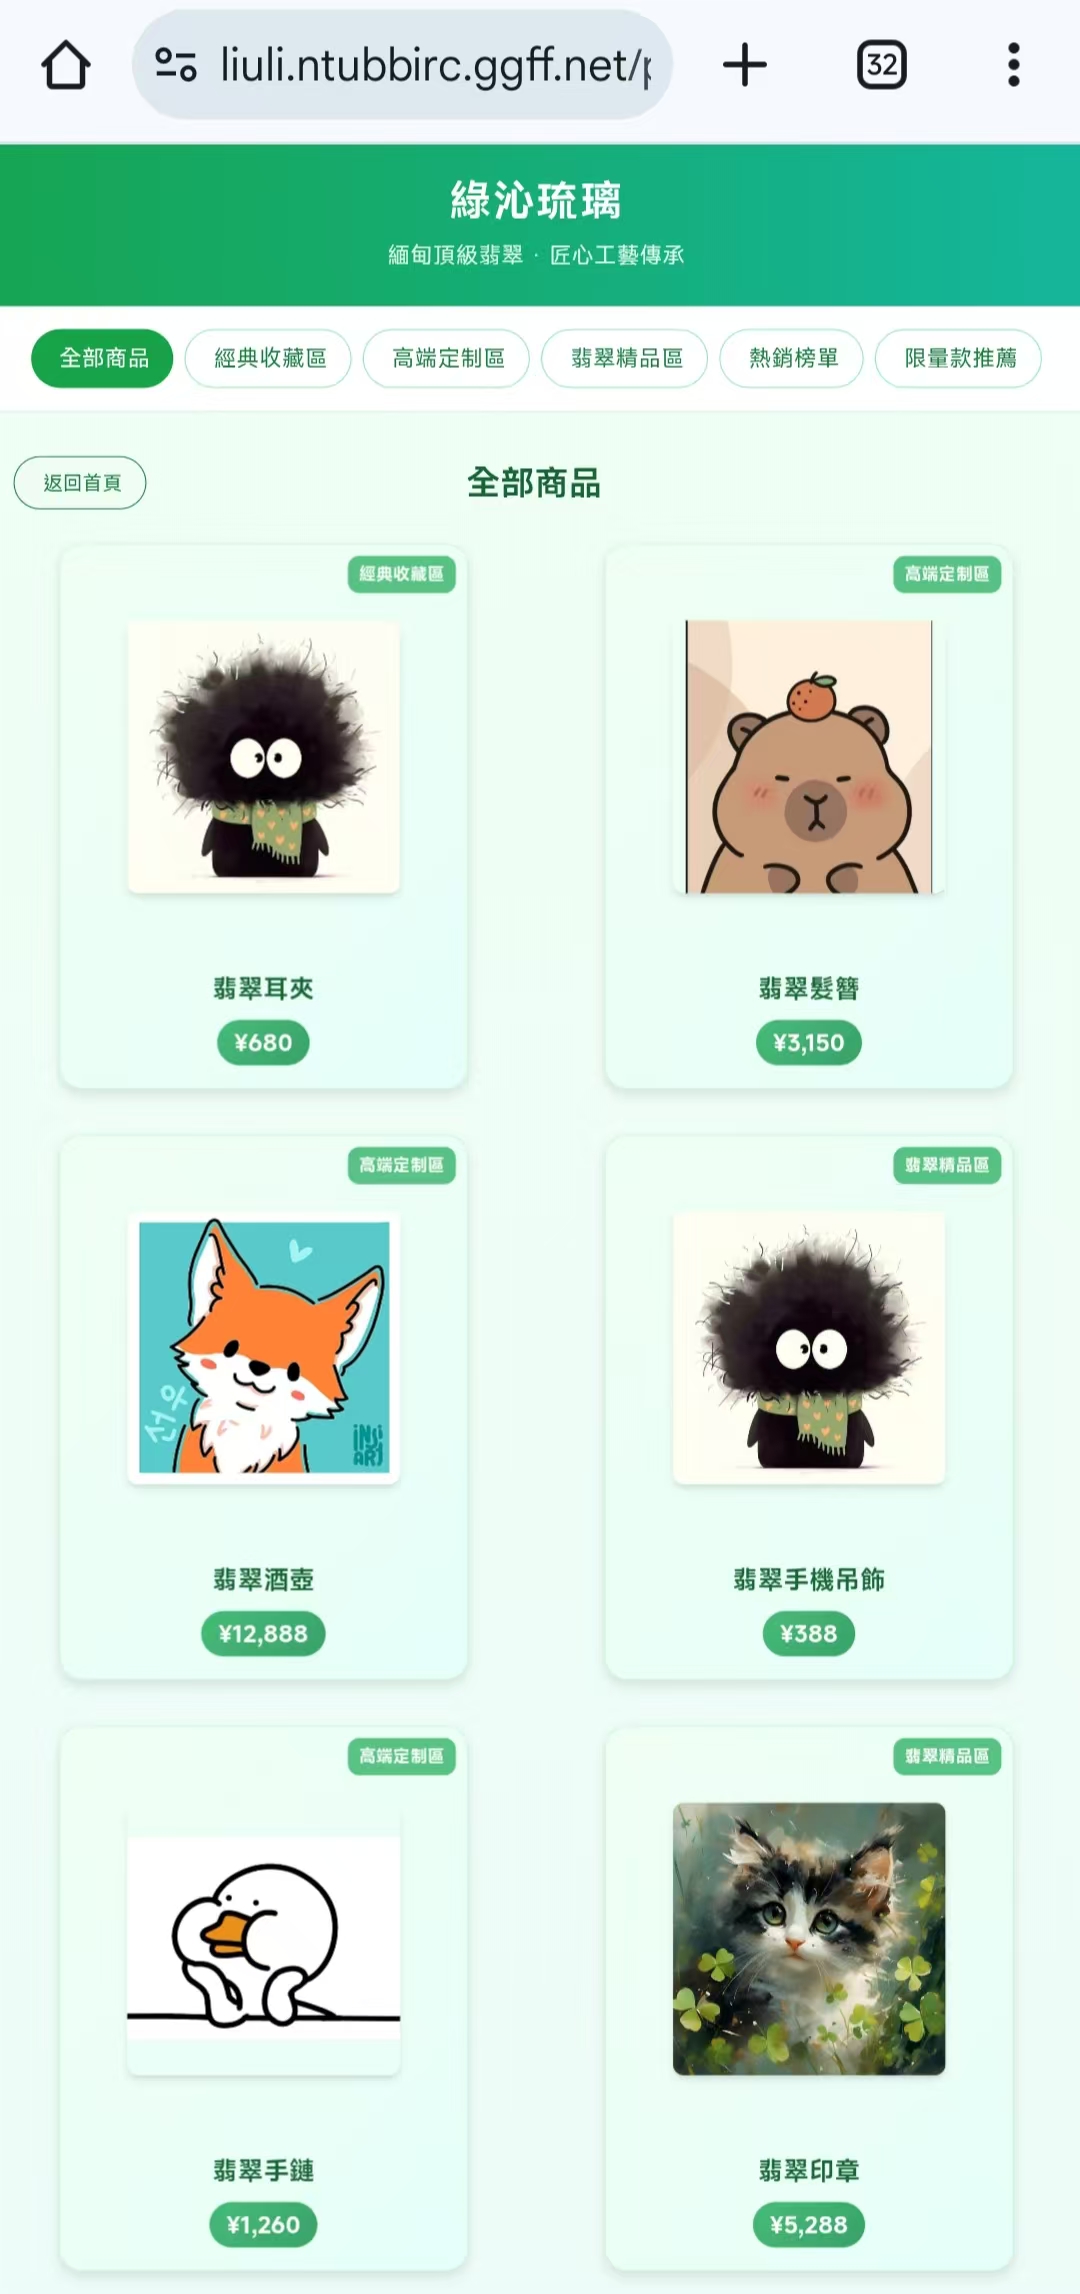 liuli.ntubbirc.ggff.net/
32
綠沁琉璃
緬甸頂級翡翠 · 匠心工藝傳承
全部商品 經典收藏區 高端定制區 翡翠精品區 熱銷榜單 限量款推薦
返回首頁
全部商品
經典收藏區
翡翠耳夾
¥680
高端定制區
翡翠髮簪
¥3,150
高端定制區
선우
INSI
ART
翡翠酒壺
¥12,888
翡翠精品區
翡翠手機吊飾
¥388
高端定制區
翡翠手鏈
¥1,260
翡翠精品區
翡翠印章
¥5,288